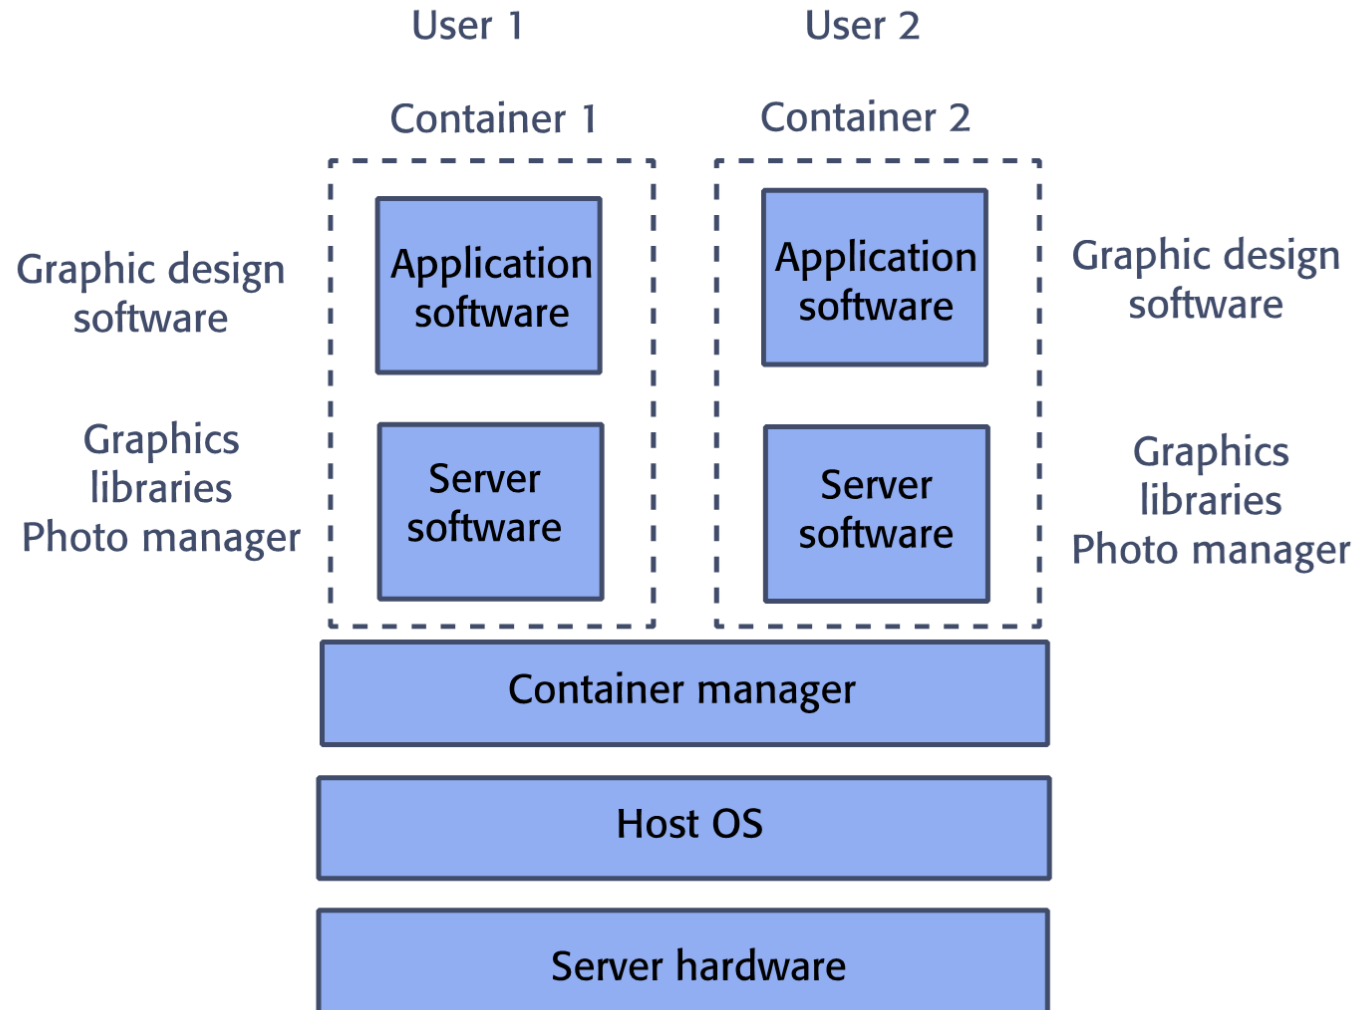 User 1
User 2
Container 1
Container 2
Graphic design
software
Application
software
Application
software
Graphic design
software
Graphics
libraries
Photo manager
Server
software
Server
software
Graphics
libraries
Photo manager
Container manager
Host OS
Server hardware